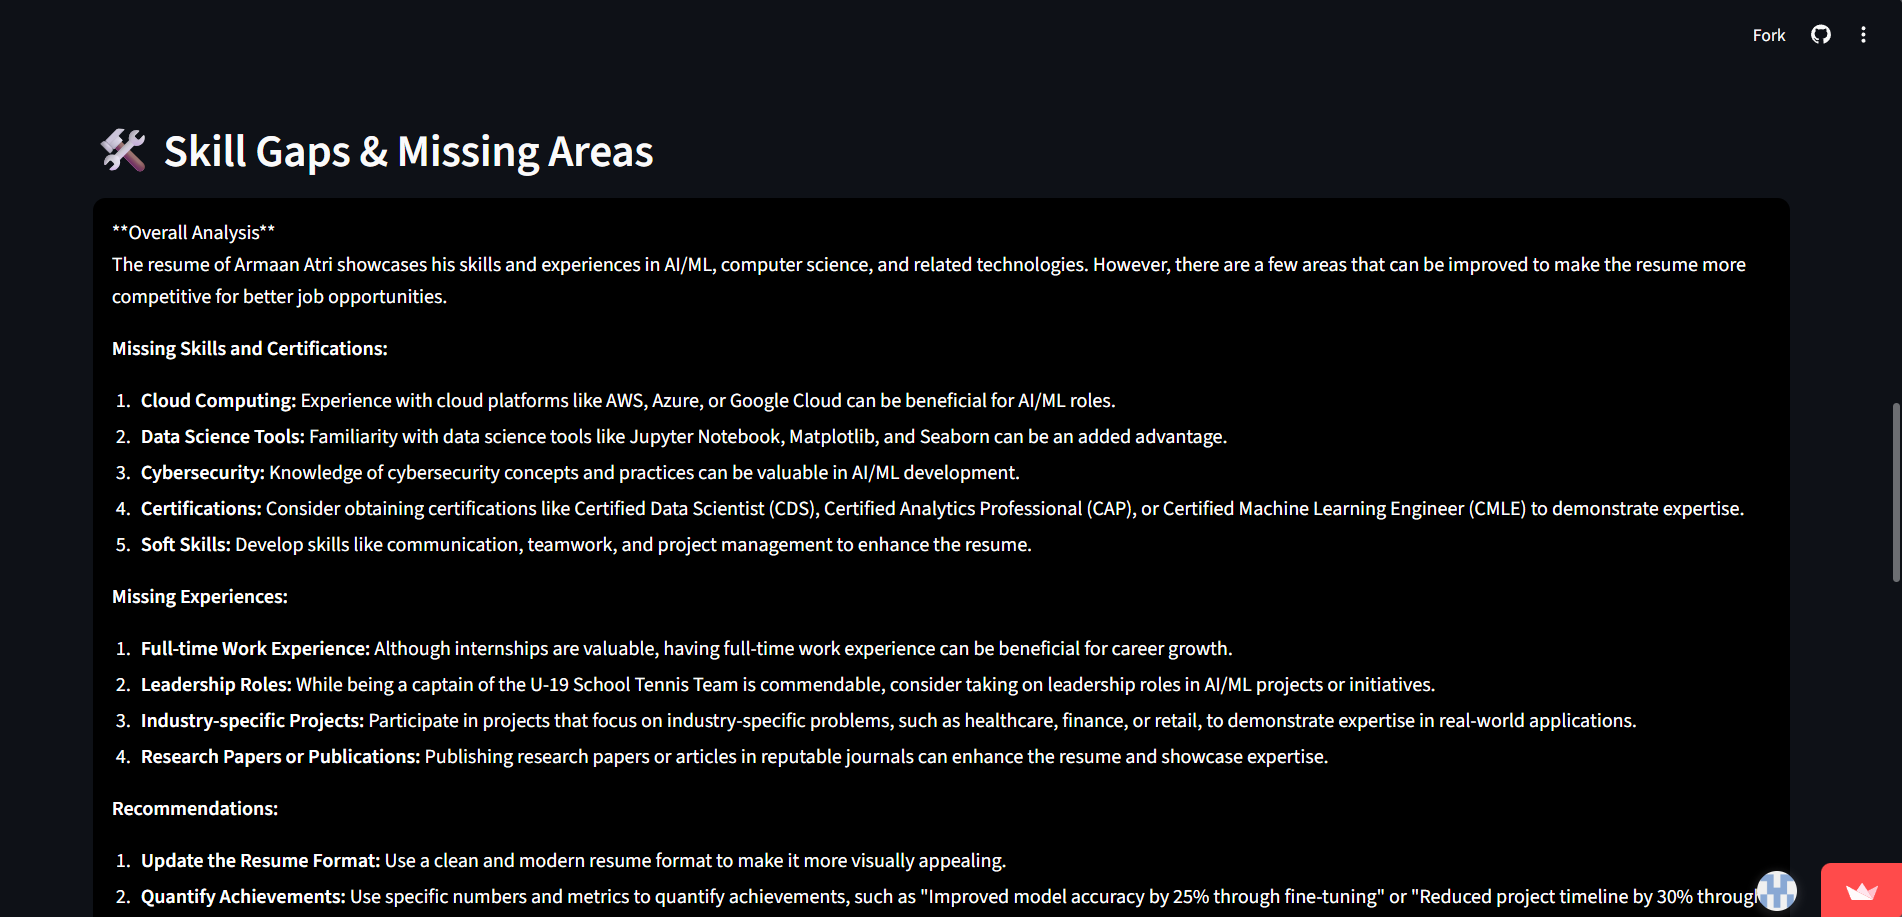 Fork
Skill Gaps & Missing Areas
**Overall Analysis**
The resume of Armaan Atri showcases his skills and experiences in AI/ML, computer science, and related technologies. However, there are a few areas that can be improved to make the resume more
competitive for better job opportunities.
Missing Skills and Certifications:
1. Cloud Computing: Experience with cloud platforms like AWS, Azure, or Google Cloud can be beneficial for AI/ML roles.
2. Data Science Tools: Familiarity with data science tools like Jupyter Notebook, Matplotlib, and Seaborn can be an added advantage.
3. Cybersecurity: Knowledge of cybersecurity concepts and practices can be valuable in AI/ML development.
4. Certifications: Consider obtaining certifications like Certified Data Scientist (CDS), Certified Analytics Professional (CAP), or Certified Machine Learning Engineer (CMLE) to demonstrate expertise.
5. Soft Skills: Develop skills like communication, teamwork, and project management to enhance the resume.
Missing Experiences:
1. Full-time Work Experience: Although internships are valuable, having full-time work experience can be beneficial for career growth.
2. Leadership Roles: While being a captain of the U-19 School Tennis Team is commendable, consider taking on leadership roles in AI/ML projects or initiatives.
3. Industry-specific Projects: Participate in projects that focus on industry-specific problems, such as healthcare, finance, or retail, to demonstrate expertise in real-world applications.
4. Research Papers or Publications: Publishing research papers or articles in reputable journals can enhance the resume and showcase expertise.
Recommendations:
1. Update the Resume Format: Use a clean and modern resume format to make it more visually appealing.
2. Quantify Achievements: Use specific numbers and metrics to quantify achievements, such as "Improved model accuracy by 25% through fine-tuning" or "Reduced project timeline by 30% through